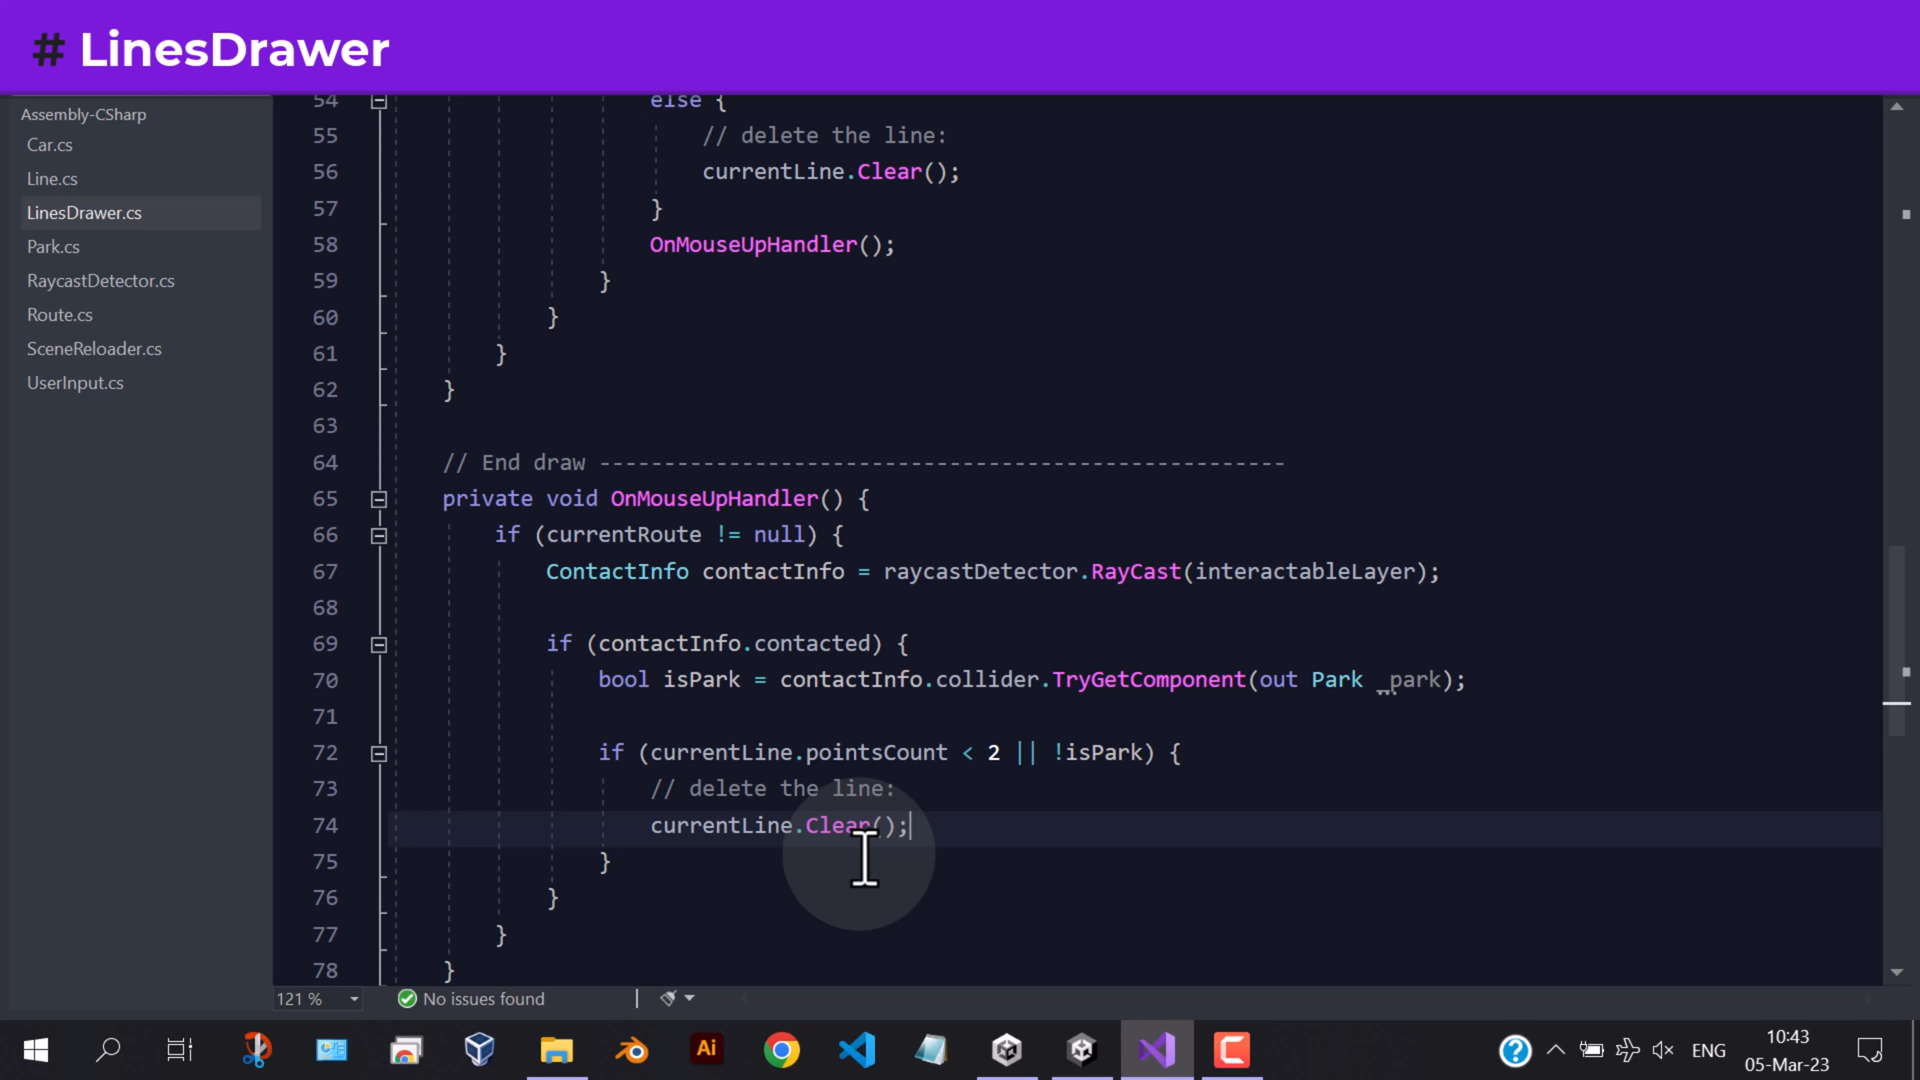 # LinesDrawer
Assembly-CSharp
Car.cs
Line.cs
LinesDrawer.cs
Park.cs
RaycastDetector.cs
Route.cs
SceneReloader.cs
UserInput.cs
54 else {
55 // delete the line:
56 currentLine.Clear();
57 }
58 OnMouseUpHandler();
59 }
60 }
61 }
62 }
63
64 // End draw -----------------------------------------------------
65 private void OnMouseUpHandler() {
66 if (currentRoute != null) {
67 ContactInfo contactInfo = raycastDetector.RayCast(interactableLayer);
68
69 if (contactInfo.contacted) {
70 bool isPark = contactInfo.collider.TryGetComponent(out Park _park);
71
72 if (currentLine.pointsCount < 2 || !isPark) {
73 // delete the line:
74 currentLine.Clear();
75 }
76 }
77 }
78 }
121 % No issues found
Ai
ENG
10:43
05-Mar-23